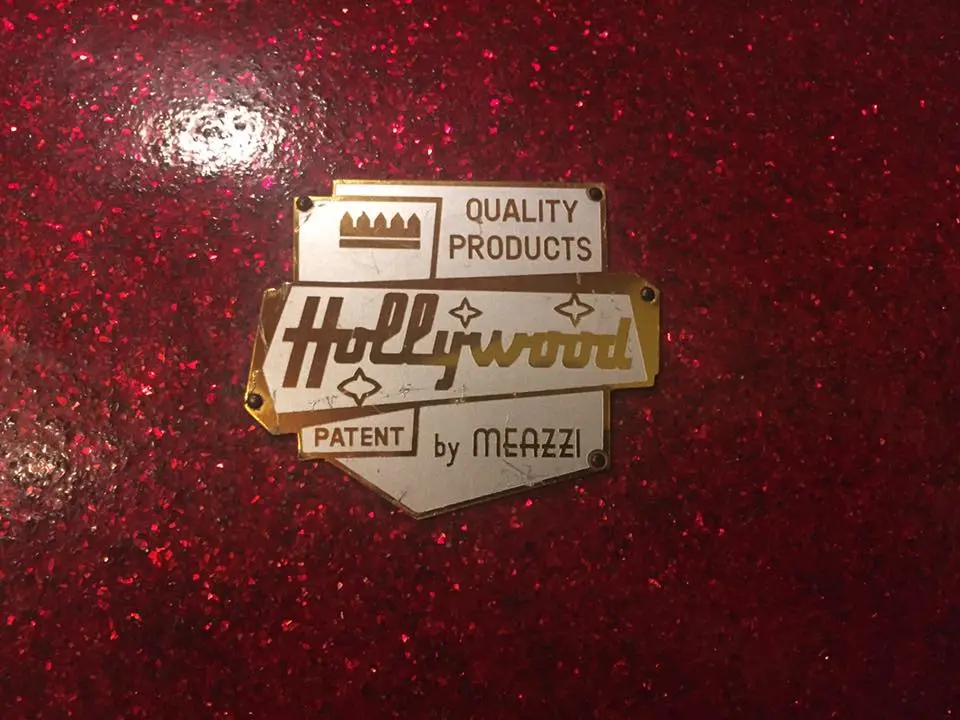 QUALITY
PRODUCTS
Hollywood
PATENT
by MEAZZI